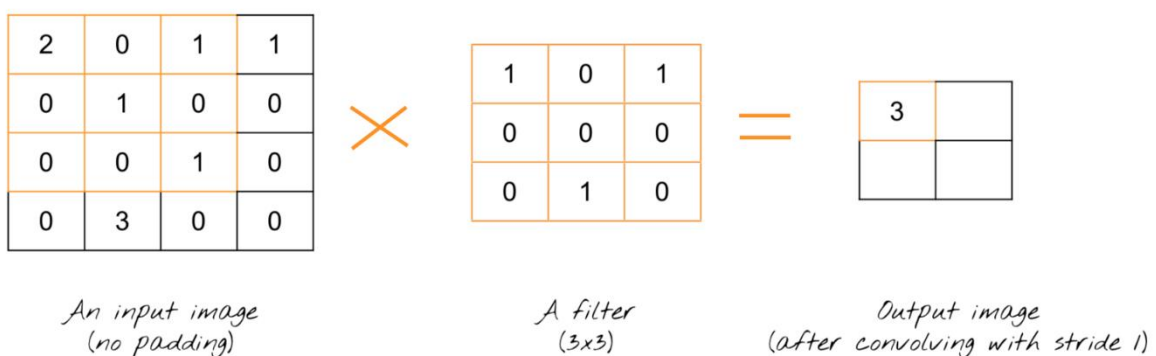 2 0 1 1
0 1 0 0
0 0 1 0
0 3 0 0
×
1 0 1
0 0 0
0 1 0
=
3
An input image
(no padding)
A filter
(3x3)
Output image
(after convolving with stride 1)